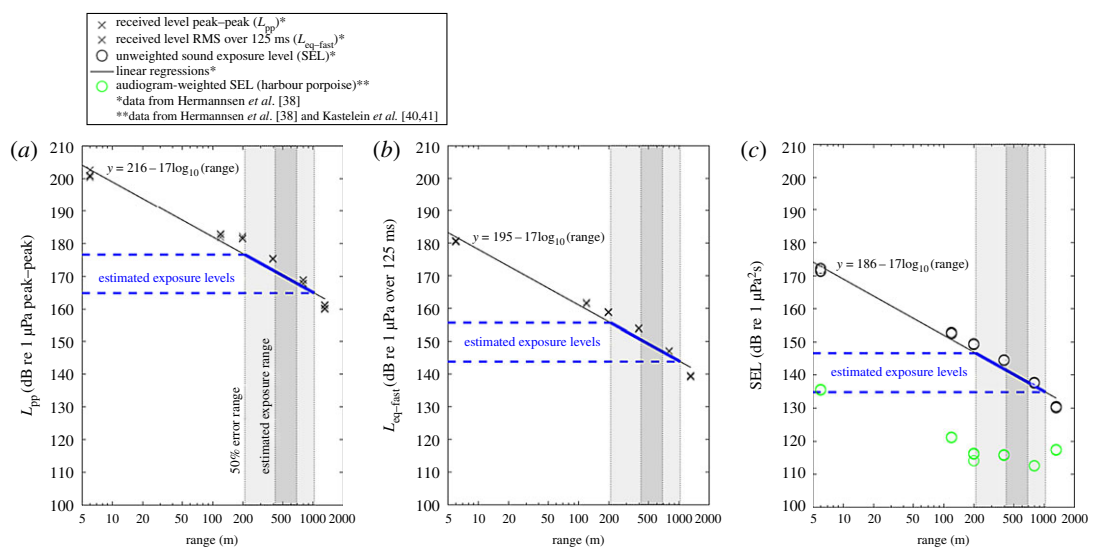 received level peak–peak (Lpp)*
received level RMS over 125 ms (Leq–fast)*
unweighted sound exposure level (SEL)*
linear regressions*
audiogram-weighted SEL (harbour porpoise)**
*data from Hermannsen et al. [38]
**data from Hermannsen et al. [38] and Kastelein et al. [40,41]
(a)
210
200
190
180
170
160
150
140
130
120
110
100
Lpp (dB re 1 µPa peak–peak)
y = 216 – 17log10(range)
estimated exposure levels
50% error range
estimated exposure range
5 10 20 50 100 200 500 1000 2000
range (m)
(b)
210
200
190
180
170
160
150
140
130
120
110
100
Leq–fast (dB re 1 µPa over 125 ms)
y = 195 – 17log10(range)
estimated exposure levels
5 10 20 50 100 200 500 1000 2000
range (m)
(c)
210
200
190
180
170
160
150
140
130
120
110
100
SEL (dB re 1 µPa²s)
y = 186 – 17log10(range)
estimated exposure levels
5 10 20 50 100 200 500 1000 2000
range (m)